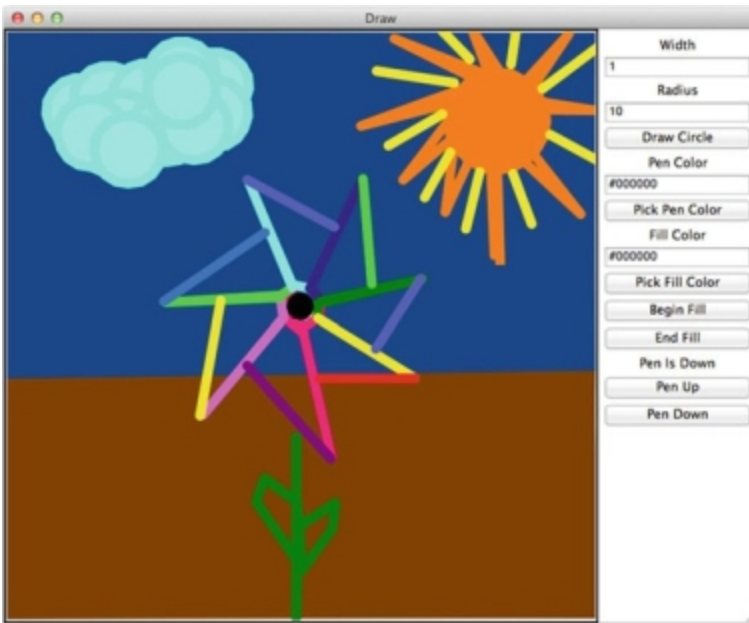 Draw
Width
1
Radius
10
Draw Circle
Pen Color
#000000
Pick Pen Color
Fill Color
#000000
Pick Fill Color
Begin Fill
End Fill
Pen Is Down
Pen Up
Pen Down